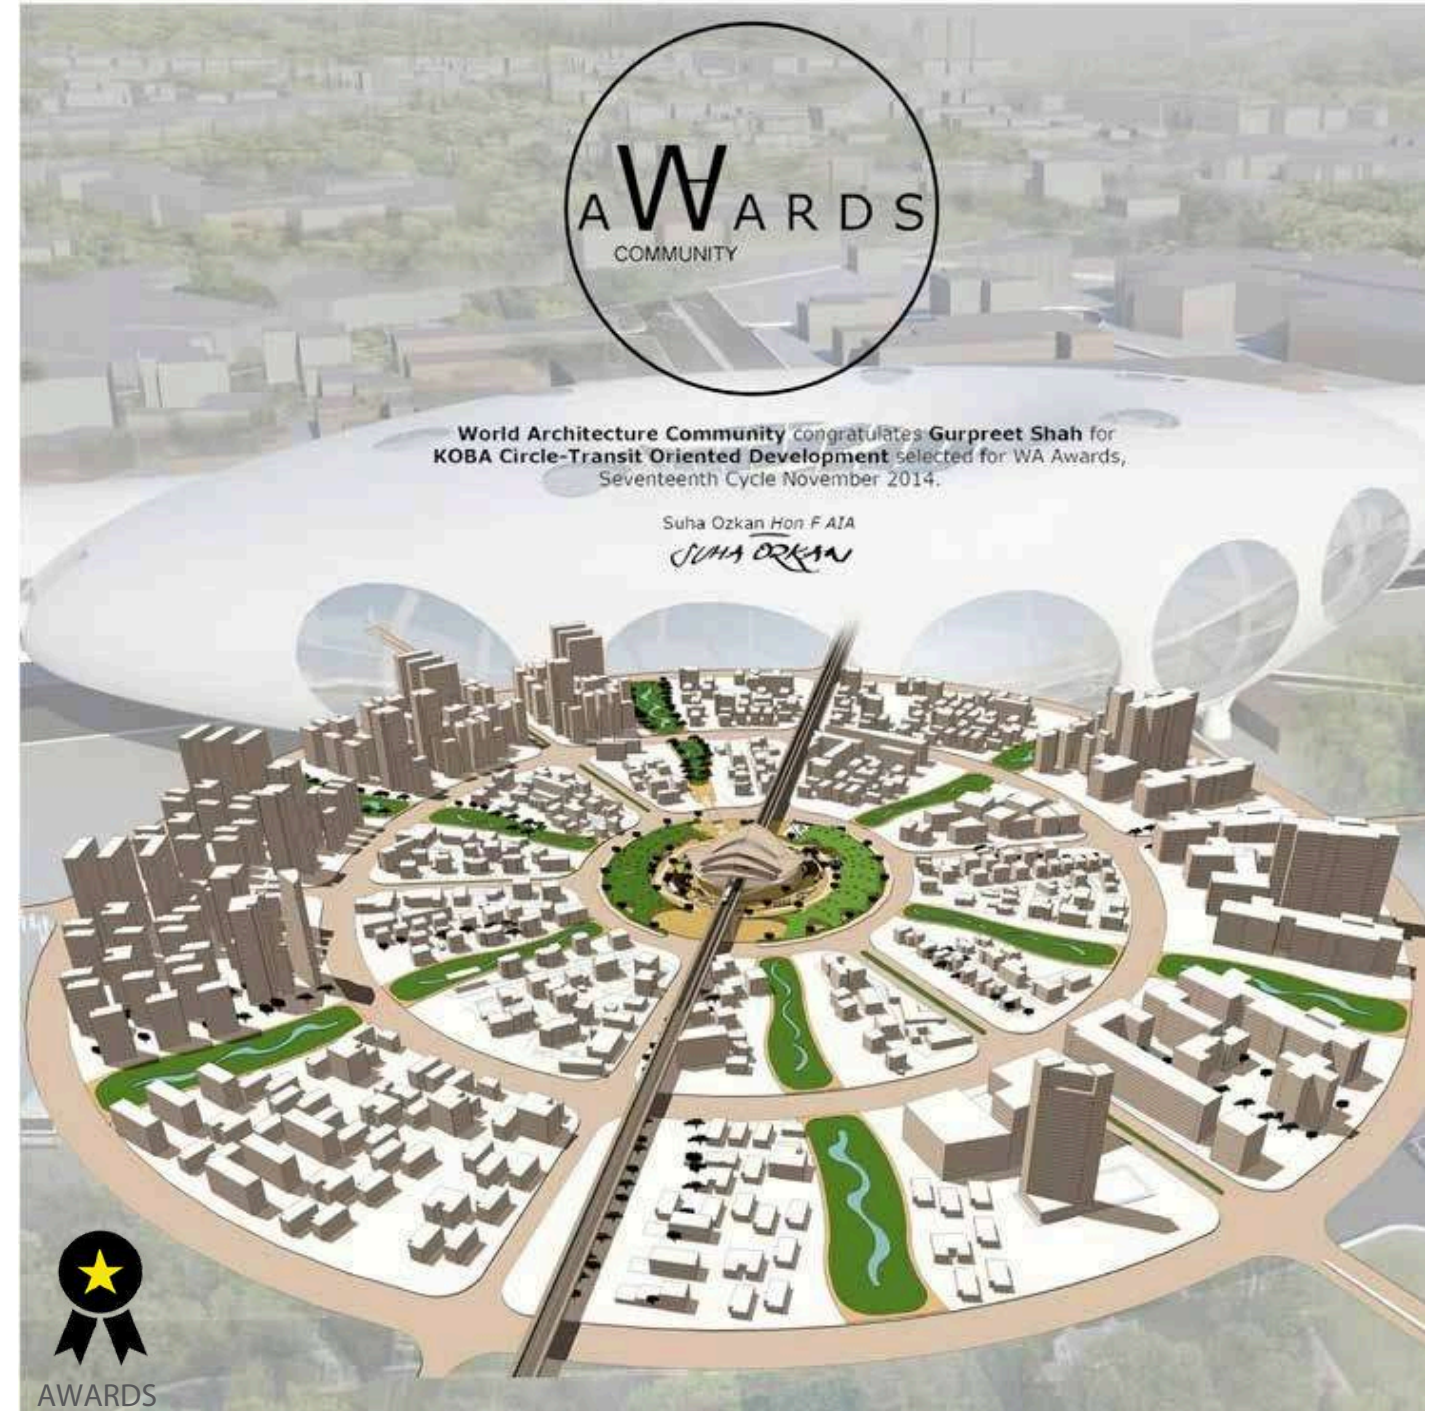 AWARDS
COMMUNITY
World Architecture Community congratulates Gurpreet Shah for
KOBA Circle-Transit Oriented Development selected for WA Awards,
Seventeenth Cycle November 2014.
Suha Ozkan Hon F AIA
SUHA OZKAN
AWARDS